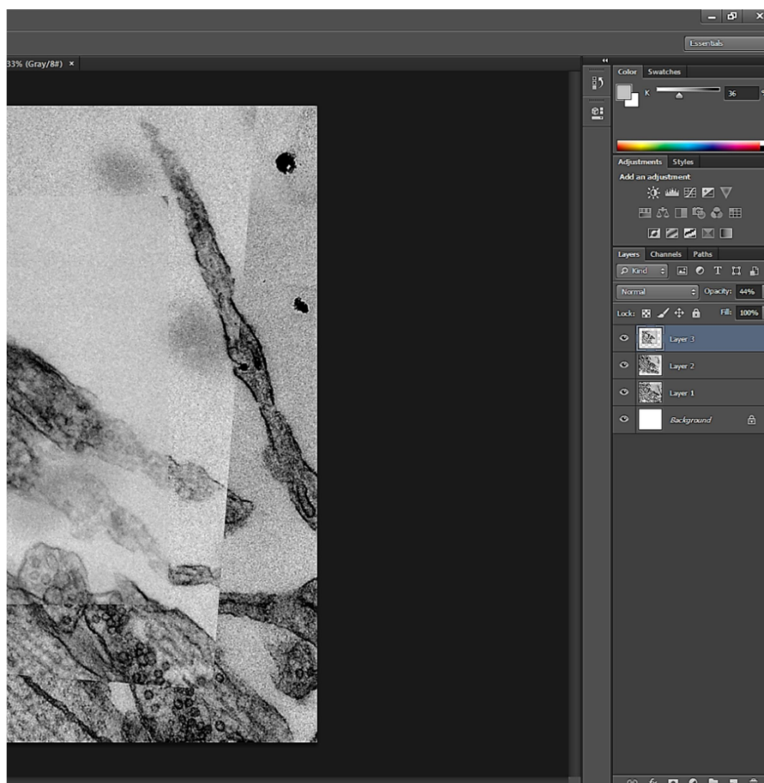 Essentials
33% (Gray/8#) ×
Color Swatches
K 36
Adjustments Styles
Add an adjustment
Layers Channels Paths
Kind
Normal Opacity: 44%
Lock: Fill: 100%
Layer 3
Layer 2
Layer 1
Background